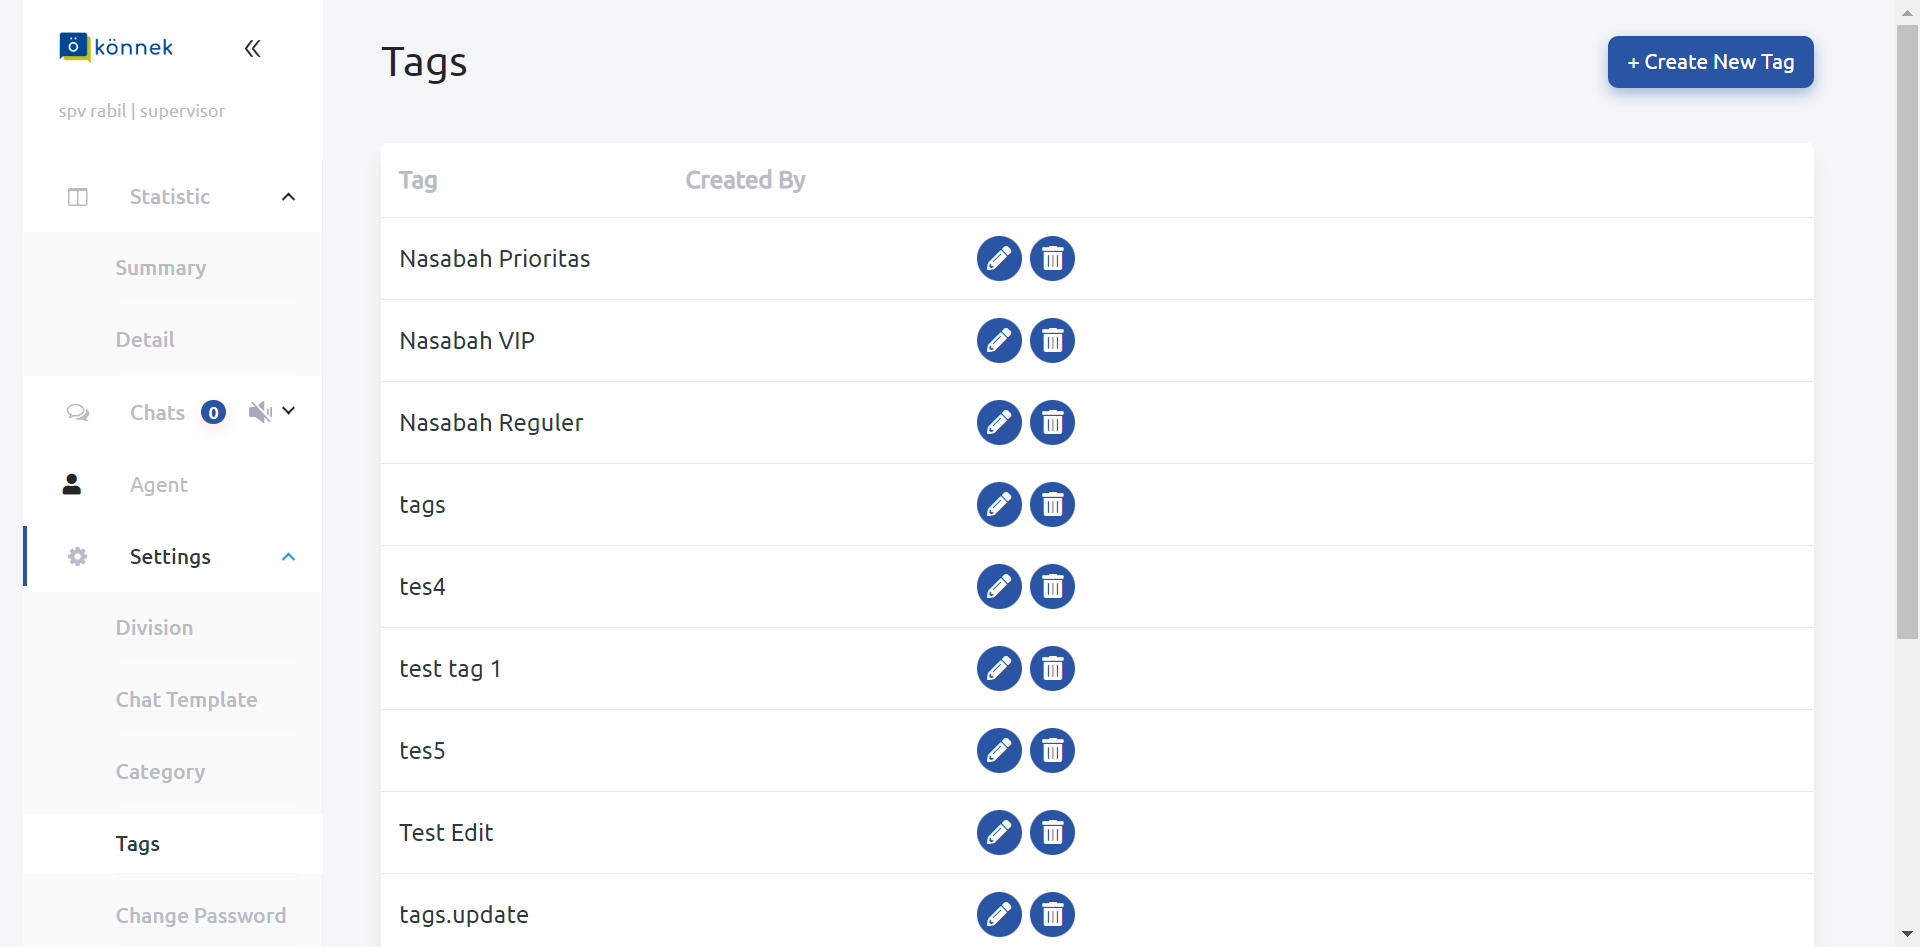 ö könnek
spv rabil | supervisor
Statistic
Summary
Detail
Chats 0
Agent
Settings
Division
Chat Template
Category
Tags
Change Password
Tags
+ Create New Tag
Tag Created By
Nasabah Prioritas
Nasabah VIP
Nasabah Reguler
tags
tes4
test tag 1
tes5
Test Edit
tags.update